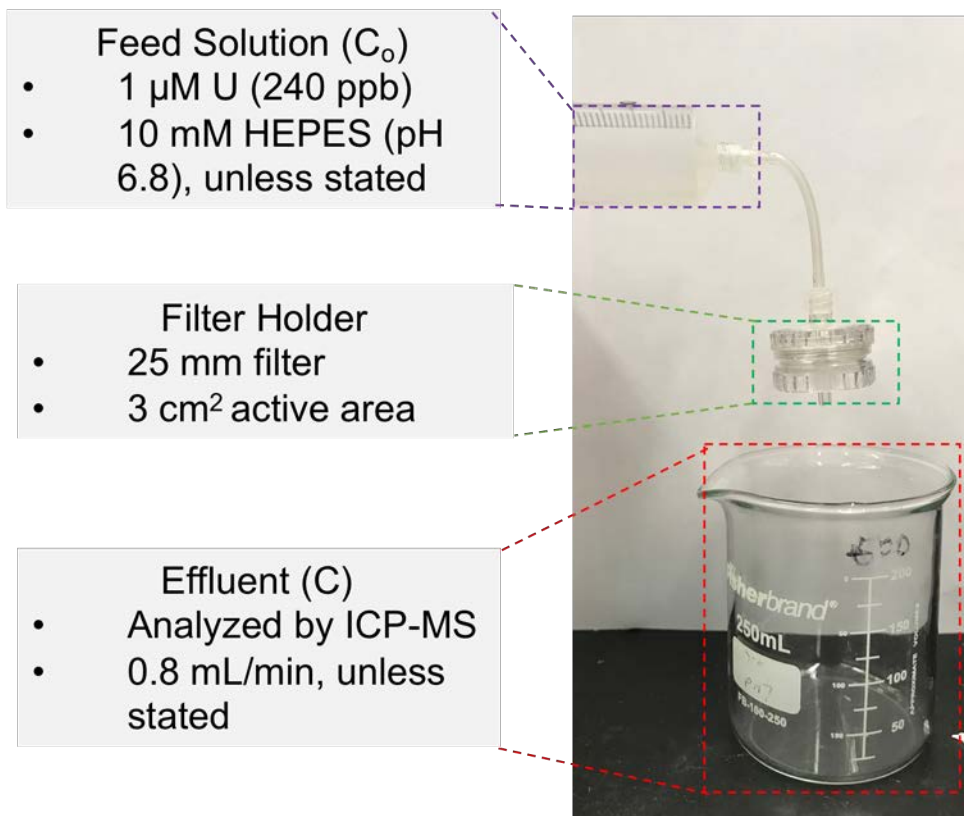 Feed Solution (Cₒ)
• 1 µM U (240 ppb)
• 10 mM HEPES (pH
6.8), unless stated
Filter Holder
• 25 mm filter
• 3 cm² active area
Effluent (C)
• Analyzed by ICP-MS
• 0.8 mL/min, unless
stated
200
150
100
50
250mL
APPROXIMATE VOLUME